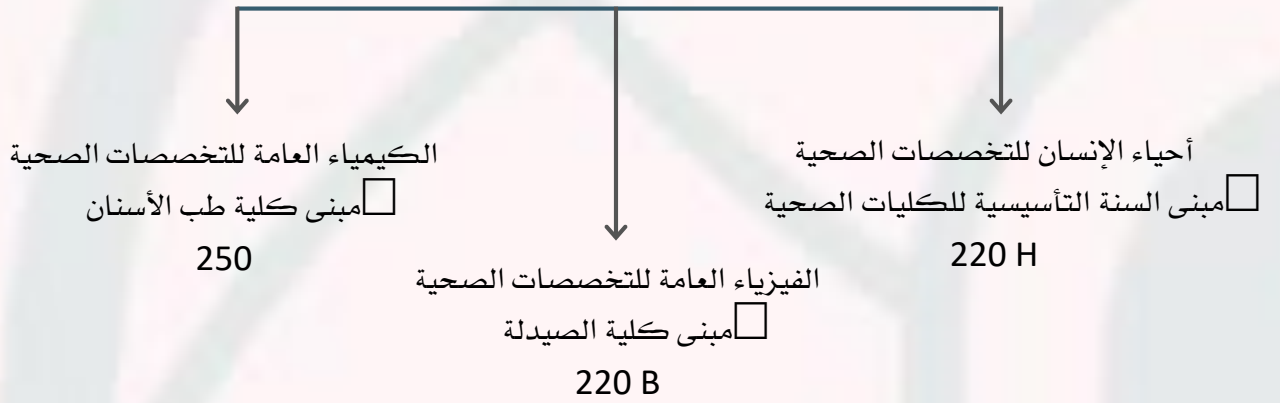 أحياء الإنسان للتخصصات الصحية
مبنى السنة التأسيسية للكليات الصحية
220 H
الفيزياء العامة للتخصصات الصحية
مبنى كلية الصيدلة
220 B
الكيمياء العامة للتخصصات الصحية
مبنى كلية طب الأسنان
250